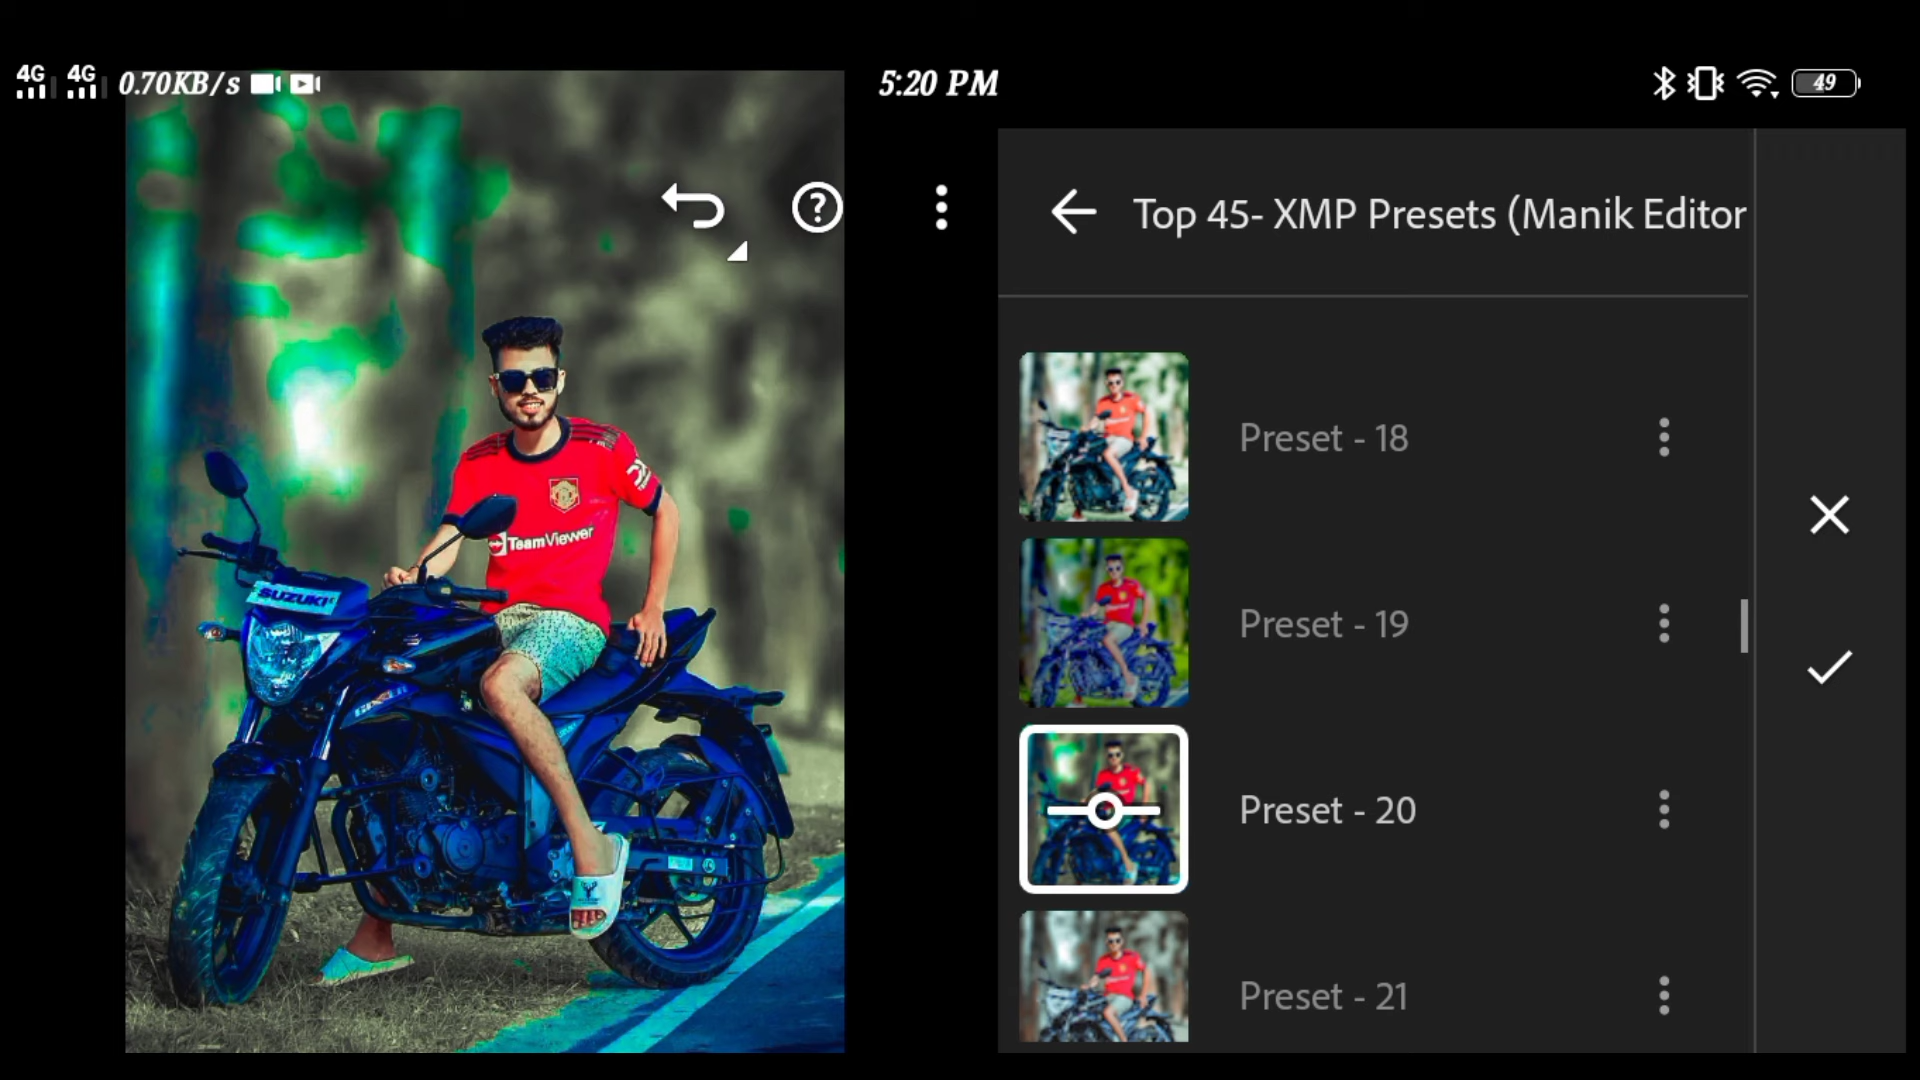 4G 4G 0.70KB/s 5:20 PM 49
?
Top 45- XMP Presets (Manik Editor
SUZUKI
TeamViewer
Preset - 18
Preset - 19
Preset - 20
Preset - 21